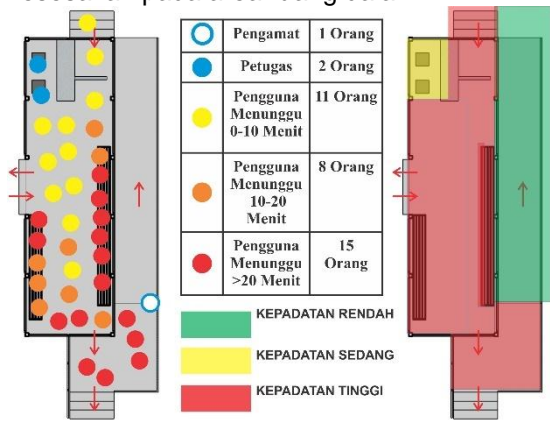 Pengamat 1 Orang
Petugas 2 Orang
Pengguna 11 Orang
Menunggu
0-10 Menit
Pengguna 8 Orang
Menunggu
10-20
Menit
Pengguna 15
Menunggu Orang
>20 Menit
KEPADATAN RENDAH
KEPADATAN SEDANG
KEPADATAN TINGGI